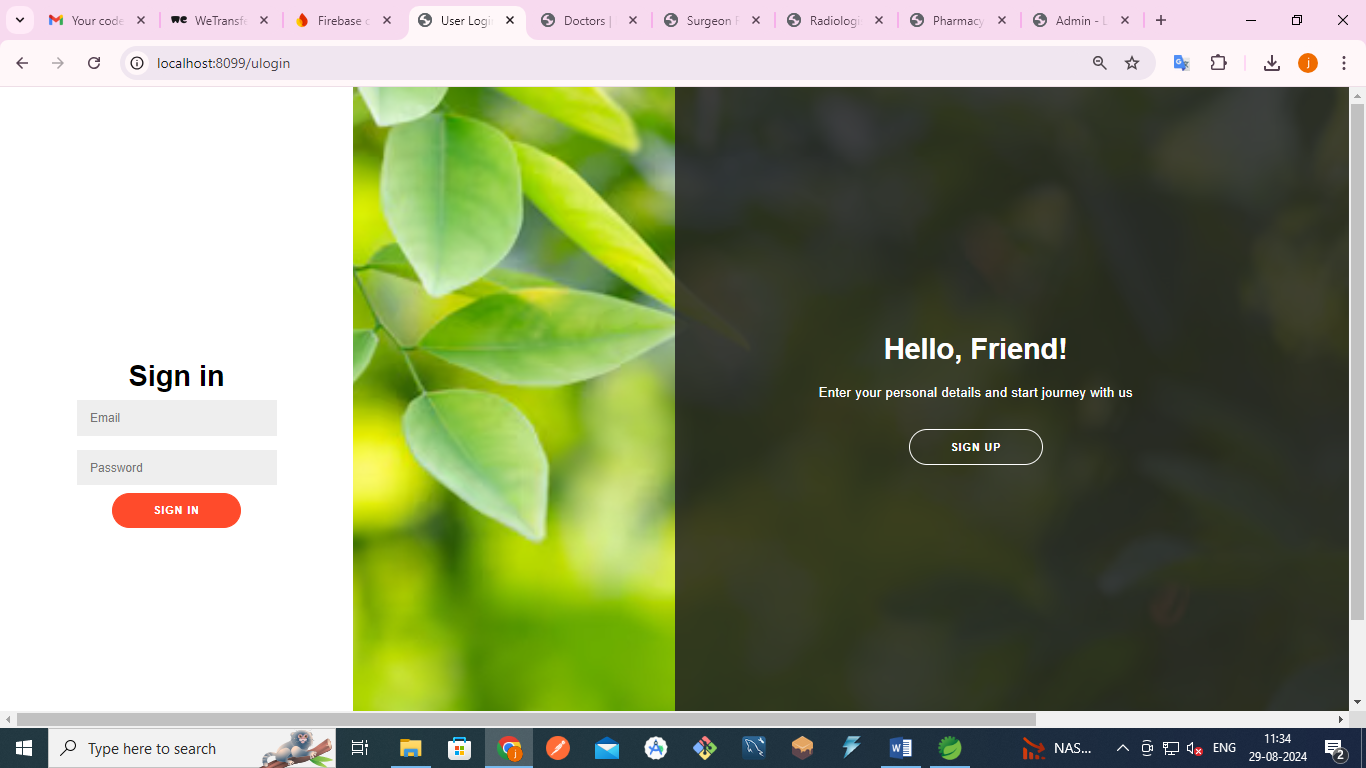 Your code
WeTransfe
Firebase c
User Logi
Doctors |
Surgeon
Radiologi
Pharmacy
Admin - L
localhost:8099/ulogin
j
Sign in
Email
Password
SIGN IN
Hello, Friend!
Enter your personal details and start journey with us
SIGN UP
Type here to search
j
NAS...
ENG
11:34
29-08-2024
2